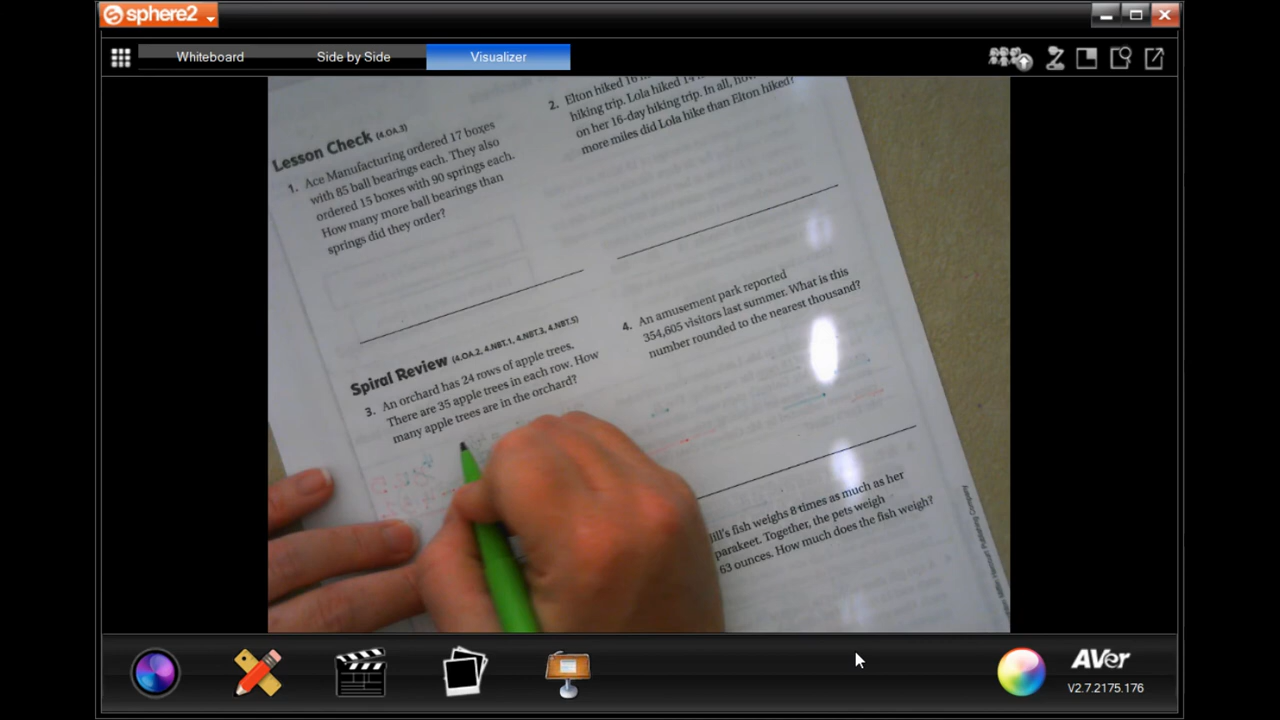 sphere2
Whiteboard
Side by Side
Visualizer
Lesson Check (4.OA.3)
1. Ace Manufacturing ordered 17 boxes
with 85 ball bearings each. They also
ordered 15 boxes with 90 springs each.
How many more ball bearings than
springs did they order?
2. Elton hiked 16
hiking trip. Lola hiked 14
on her 16-day hiking trip. In all, how
more miles did Lola hike than Elton hiked?
Spiral Review (4.OA.2, 4.NBT.1, 4.NBT.3, 4.NBT.5)
3. An orchard has 24 rows of apple trees.
There are 35 apple trees in each row. How
many apple trees are in the orchard?
4. An amusement park reported
354,605 visitors last summer. What is this
number rounded to the nearest thousand?
Jill's fish weighs 8 times as much as her
parakeet. Together, the pets weigh
63 ounces. How much does the fish weigh?
Publishing Company
AVer
V2.7.2175.176